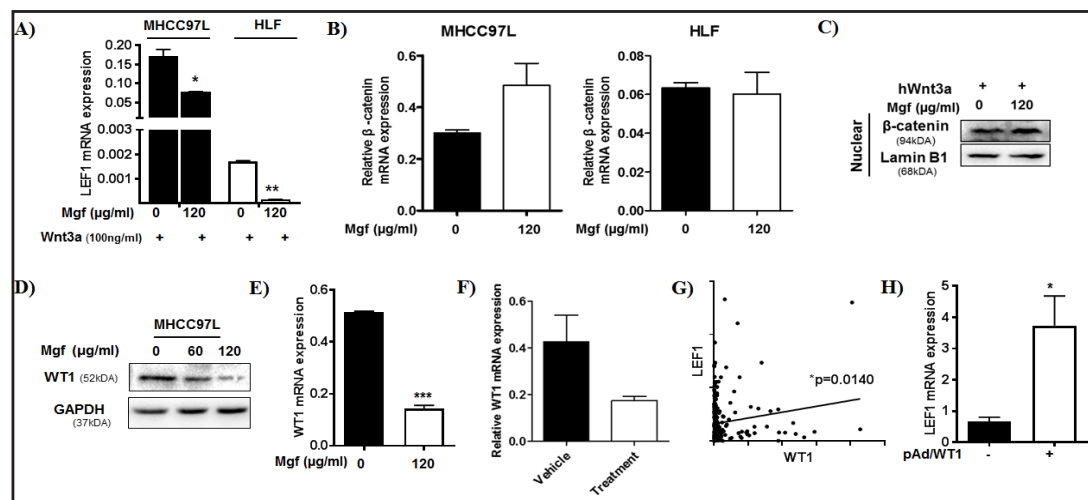 A)
MHCC97L HLF
LEF1 mRNA expression
0.20
0.15
0.10
0.05
0.003
0.002
0.001
*
**
Mgf (µg/ml) 0 120 0 120
Wnt3a (100ng/ml) + + + +
B)
MHCC97L
Relative β -catenin
mRNA expression
0.6
0.4
0.2
0.0
0 120
Mgf (µg/ml)
HLF
Relative β -catenin
mRNA expression
0.08
0.06
0.04
0.02
0.00
0 120
Mgf (µg/ml)
C)
hWnt3a + +
Mgf (µg/ml) 0 120
Nuclear
β-catenin
(94kDA)
Lamin B1
(68kDA)
D)
MHCC97L
Mgf (µg/ml) 0 60 120
WT1 (52kDA)
GAPDH
(37kDA)
E)
WT1 mRNA expression
0.6
0.4
0.2
0.0
***
0 120
Mgf (µg/ml)
F)
Relative WT1 mRNA expression
0.6
0.4
0.2
0.0
Vehicle
Treatment
G)
LEF1
*p=0.0140
WT1
H)
LEF1 mRNA expression
5
4
3
2
1
0
*
pAd/WT1 - +